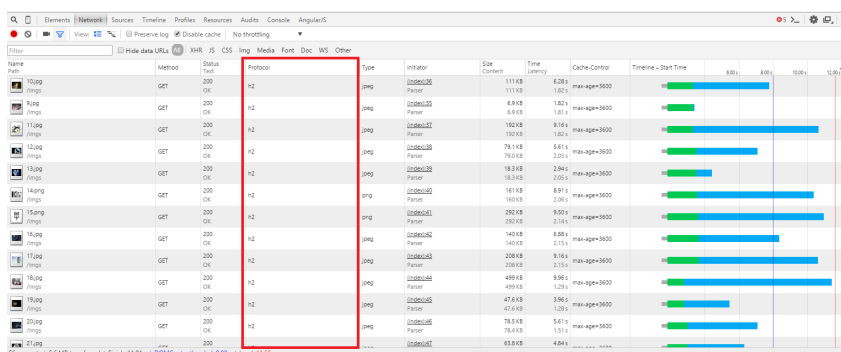 Elements Network Sources Timeline Profiles Resources Audits Console AngularJS 5
View: Preserve log Disable cache No throttling
Filter Hide data URLs All XHR JS CSS Img Media Font Doc WS Other
Name Method Status Protocol Type Initiator Size Time Cache-Control Timeline – Start Time
Path Text Content Latency 6.00 s 8.00 s 10.00 s 12.00 s
10.jpg GET 200 h2 jpeg (index):36 111 KB 6.28 s max-age=3600
/imgs OK Parser 111 KB 1.82 s
9.jpg GET 200 h2 jpeg (index):35 6.9 KB 1.82 s max-age=3600
/imgs OK Parser 6.9 KB 1.81 s
11.jpg GET 200 h2 jpeg (index):37 192 KB 9.16 s max-age=3600
/imgs OK Parser 192 KB 1.82 s
12.jpg GET 200 h2 jpeg (index):38 79.1 KB 5.61 s max-age=3600
/imgs OK Parser 79.0 KB 2.05 s
13.jpg GET 200 h2 jpeg (index):39 18.3 KB 2.94 s max-age=3600
/imgs OK Parser 18.3 KB 2.05 s
14.png GET 200 h2 png (index):40 161 KB 8.91 s max-age=3600
/imgs OK Parser 160 KB 2.06 s
15.png GET 200 h2 png (index):41 292 KB 9.50 s max-age=3600
/imgs OK Parser 292 KB 2.14 s
16.jpg GET 200 h2 jpeg (index):42 140 KB 6.88 s max-age=3600
/imgs OK Parser 140 KB 2.15 s
17.jpg GET 200 h2 jpeg (index):43 208 KB 9.16 s max-age=3600
/imgs OK Parser 208 KB 2.15 s
18.jpg GET 200 h2 jpeg (index):44 499 KB 9.96 s max-age=3600
/imgs OK Parser 499 KB 1.29 s
19.jpg GET 200 h2 jpeg (index):45 47.6 KB 3.96 s max-age=3600
/imgs OK Parser 47.6 KB 1.28 s
20.jpg GET 200 h2 jpeg (index):46 78.5 KB 5.61 s max-age=3600
/imgs OK Parser 78.4 KB 1.51 s
21.jpg 200 (index):47 63.8 KB 4.84 s